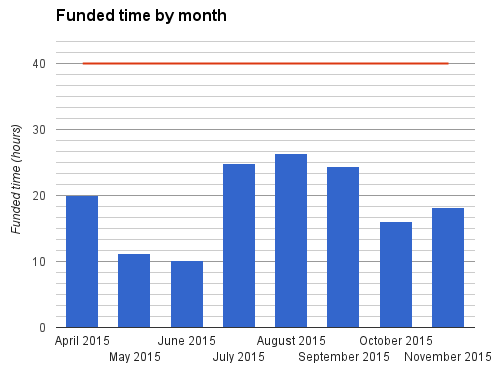 Funded time by month
Funded time (hours)
40
30
20
10
0
April 2015
May 2015
June 2015
July 2015
August 2015
September 2015
October 2015
November 2015